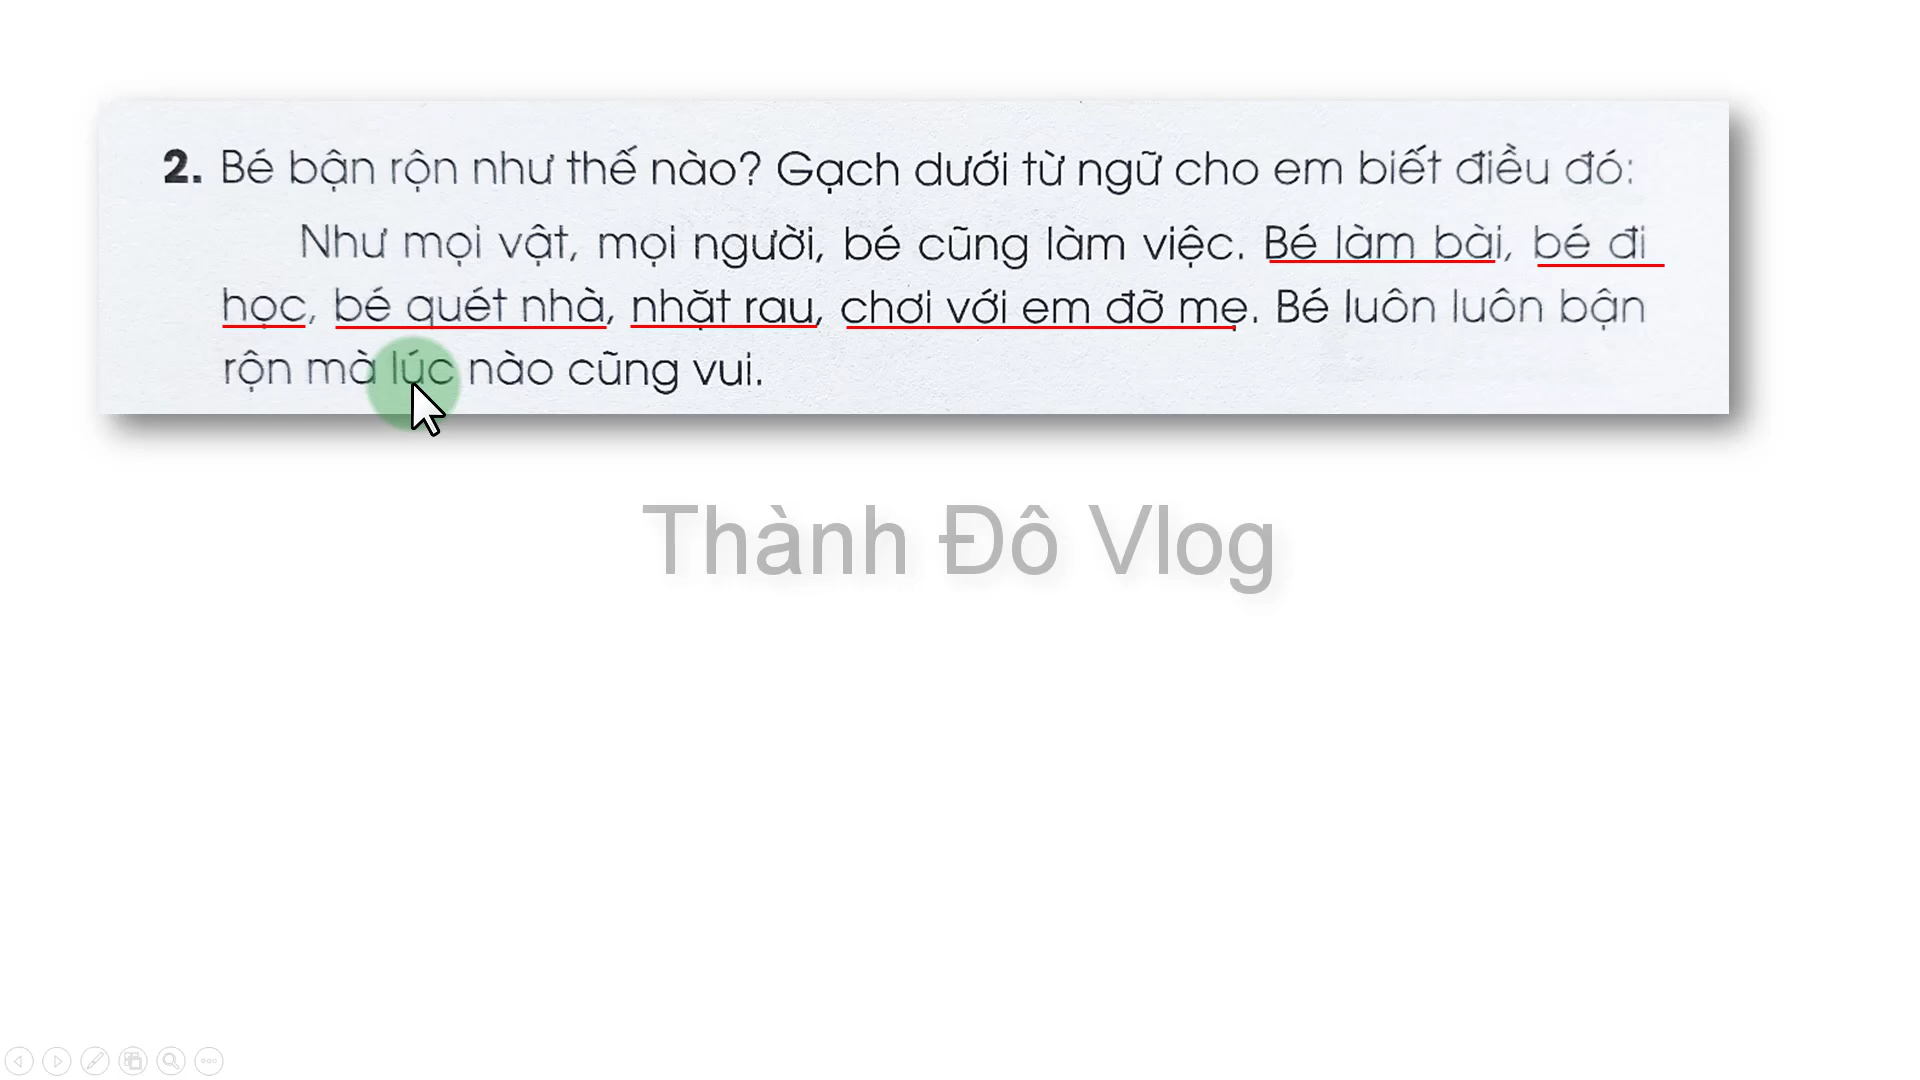 2. Bé bận rộn như thế nào? Gạch dưới từ ngữ cho em biết điều đó:
Như mọi vật, mọi người, bé cũng làm việc. Bé làm bài, bé đi
học, bé quét nhà, nhặt rau, chơi với em đỡ mẹ. Bé luôn luôn bận
rộn mà lúc nào cũng vui.
Thành Đô Vlog